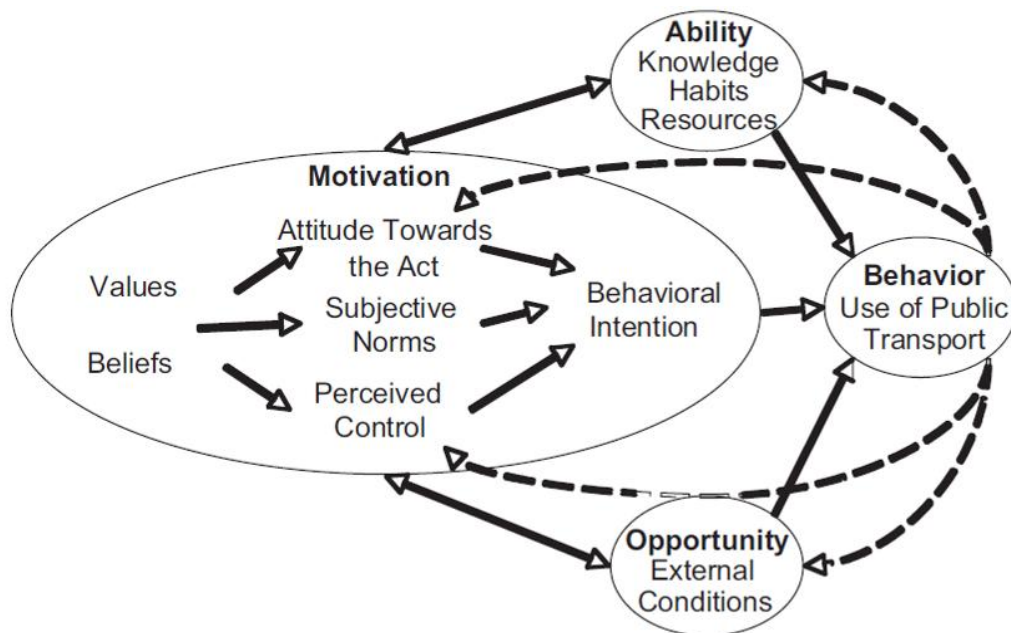 Ability
Knowledge
Habits
Resources
Motivation
Attitude Towards
the Act
Values
Subjective
Norms
Beliefs
Perceived
Control
Behavioral
Intention
Behavior
Use of Public
Transport
Opportunity
External
Conditions